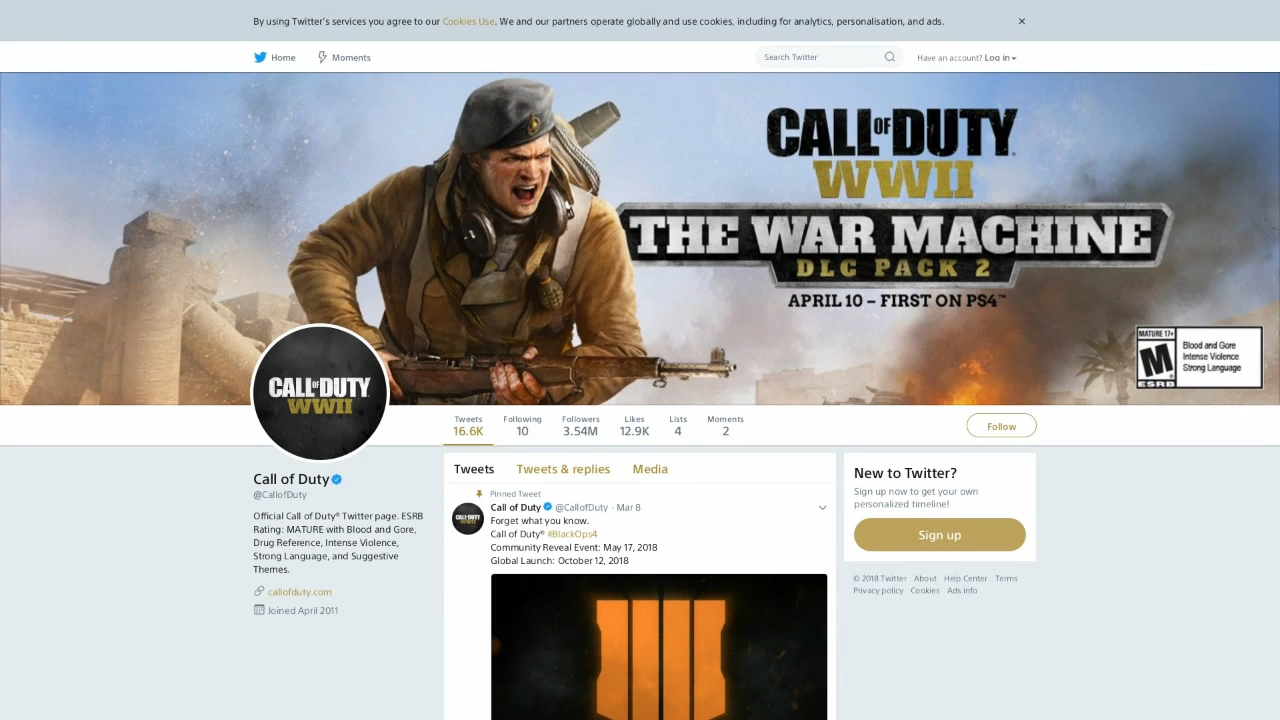 By using Twitter's services you agree to our Cookies Use. We and our partners operate globally and use cookies, including for analytics, personalisation, and ads.
Home
Moments
Search Twitter
Have an account? Log in
CALL OF DUTY
WWII
THE WAR MACHINE
DLC PACK 2
APRIL 10 – FIRST ON PS4™
MATURE 17+
M
ESRB
Blood and Gore
Intense Violence
Strong Language
CALL OF DUTY
WWII
Tweets
16.6K
Following
10
Followers
3.54M
Likes
12.9K
Lists
4
Moments
2
Follow
Call of Duty
@CallofDuty
Official Call of Duty® Twitter page. ESRB
Rating: MATURE with Blood and Gore,
Drug Reference, Intense Violence,
Strong Language, and Suggestive
Themes.
callofduty.com
Joined April 2011
Tweets
Tweets & replies
Media
Pinned Tweet
CALL OF DUTY
WWII
Call of Duty @CallofDuty · Mar 8
Forget what you know.
Call of Duty® #BlackOps4
Community Reveal Event: May 17, 2018
Global Launch: October 12, 2018
New to Twitter?
Sign up now to get your own
personalized timeline!
Sign up
© 2018 Twitter About Help Center Terms
Privacy policy Cookies Ads info